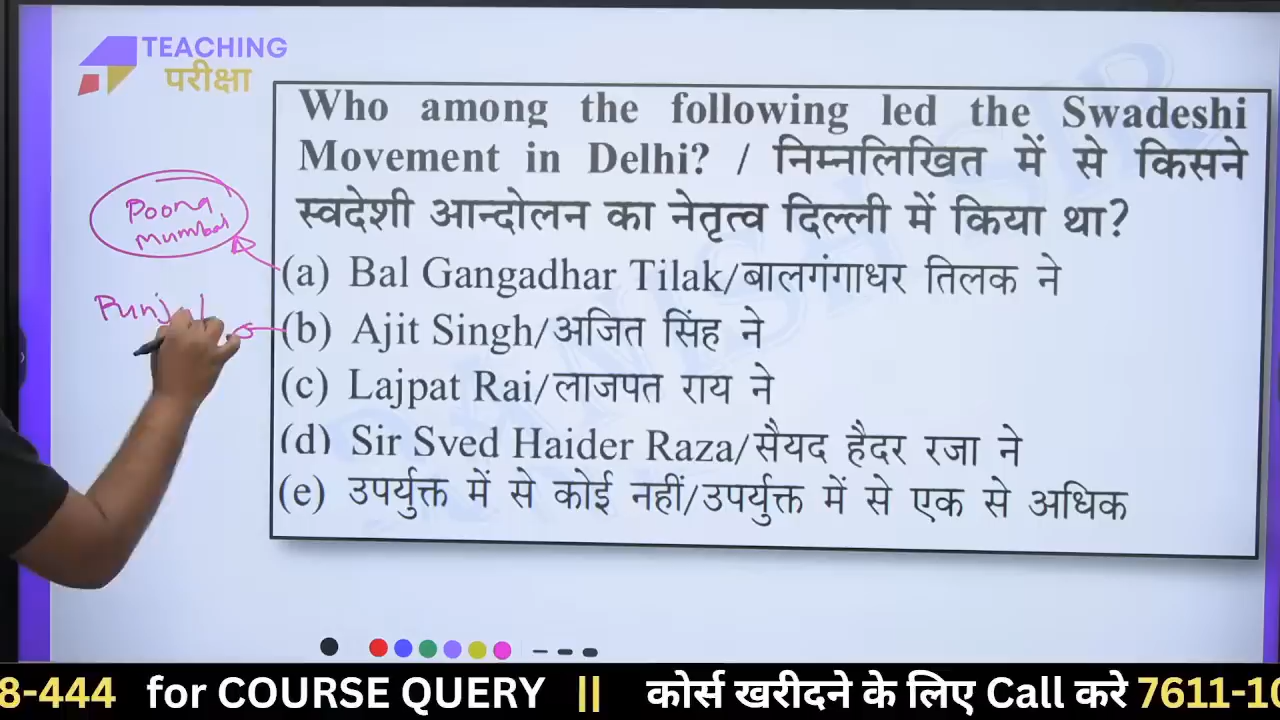 TEACHING
परीक्षा
Who among the following led the Swadeshi
Movement in Delhi? / निम्नलिखित में से किसने
स्वदेशी आन्दोलन का नेतृत्व दिल्ली में किया था?
(a) Bal Gangadhar Tilak/बालगंगाधर तिलक ने
(b) Ajit Singh/अजित सिंह ने
(c) Lajpat Rai/लाजपत राय ने
(d) Sir Syed Haider Raza/सैयद हैदर रजा ने
(e) उपर्युक्त में से कोई नहीं/उपर्युक्त में से एक से अधिक
Poona
Mumbai
8-444 for COURSE QUERY || कोर्स खरीदने के लिए Call करे 7611-10